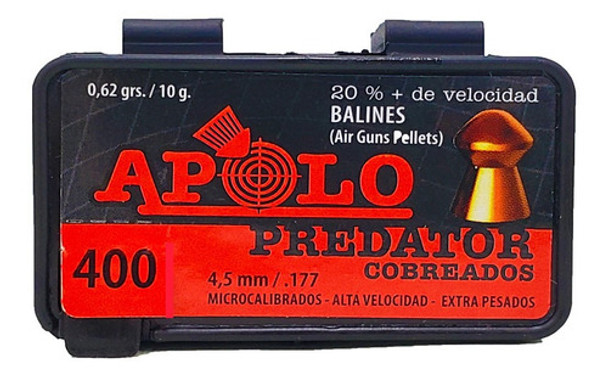 0,62 grs. / 10 g.
20 % + de velocidad
BALINES
(Air Guns Pellets)
APOLO
PREDATOR
COBREADOS
400
4,5 mm / .177
MICROCALIBRADOS - ALTA VELOCIDAD - EXTRA PESADOS